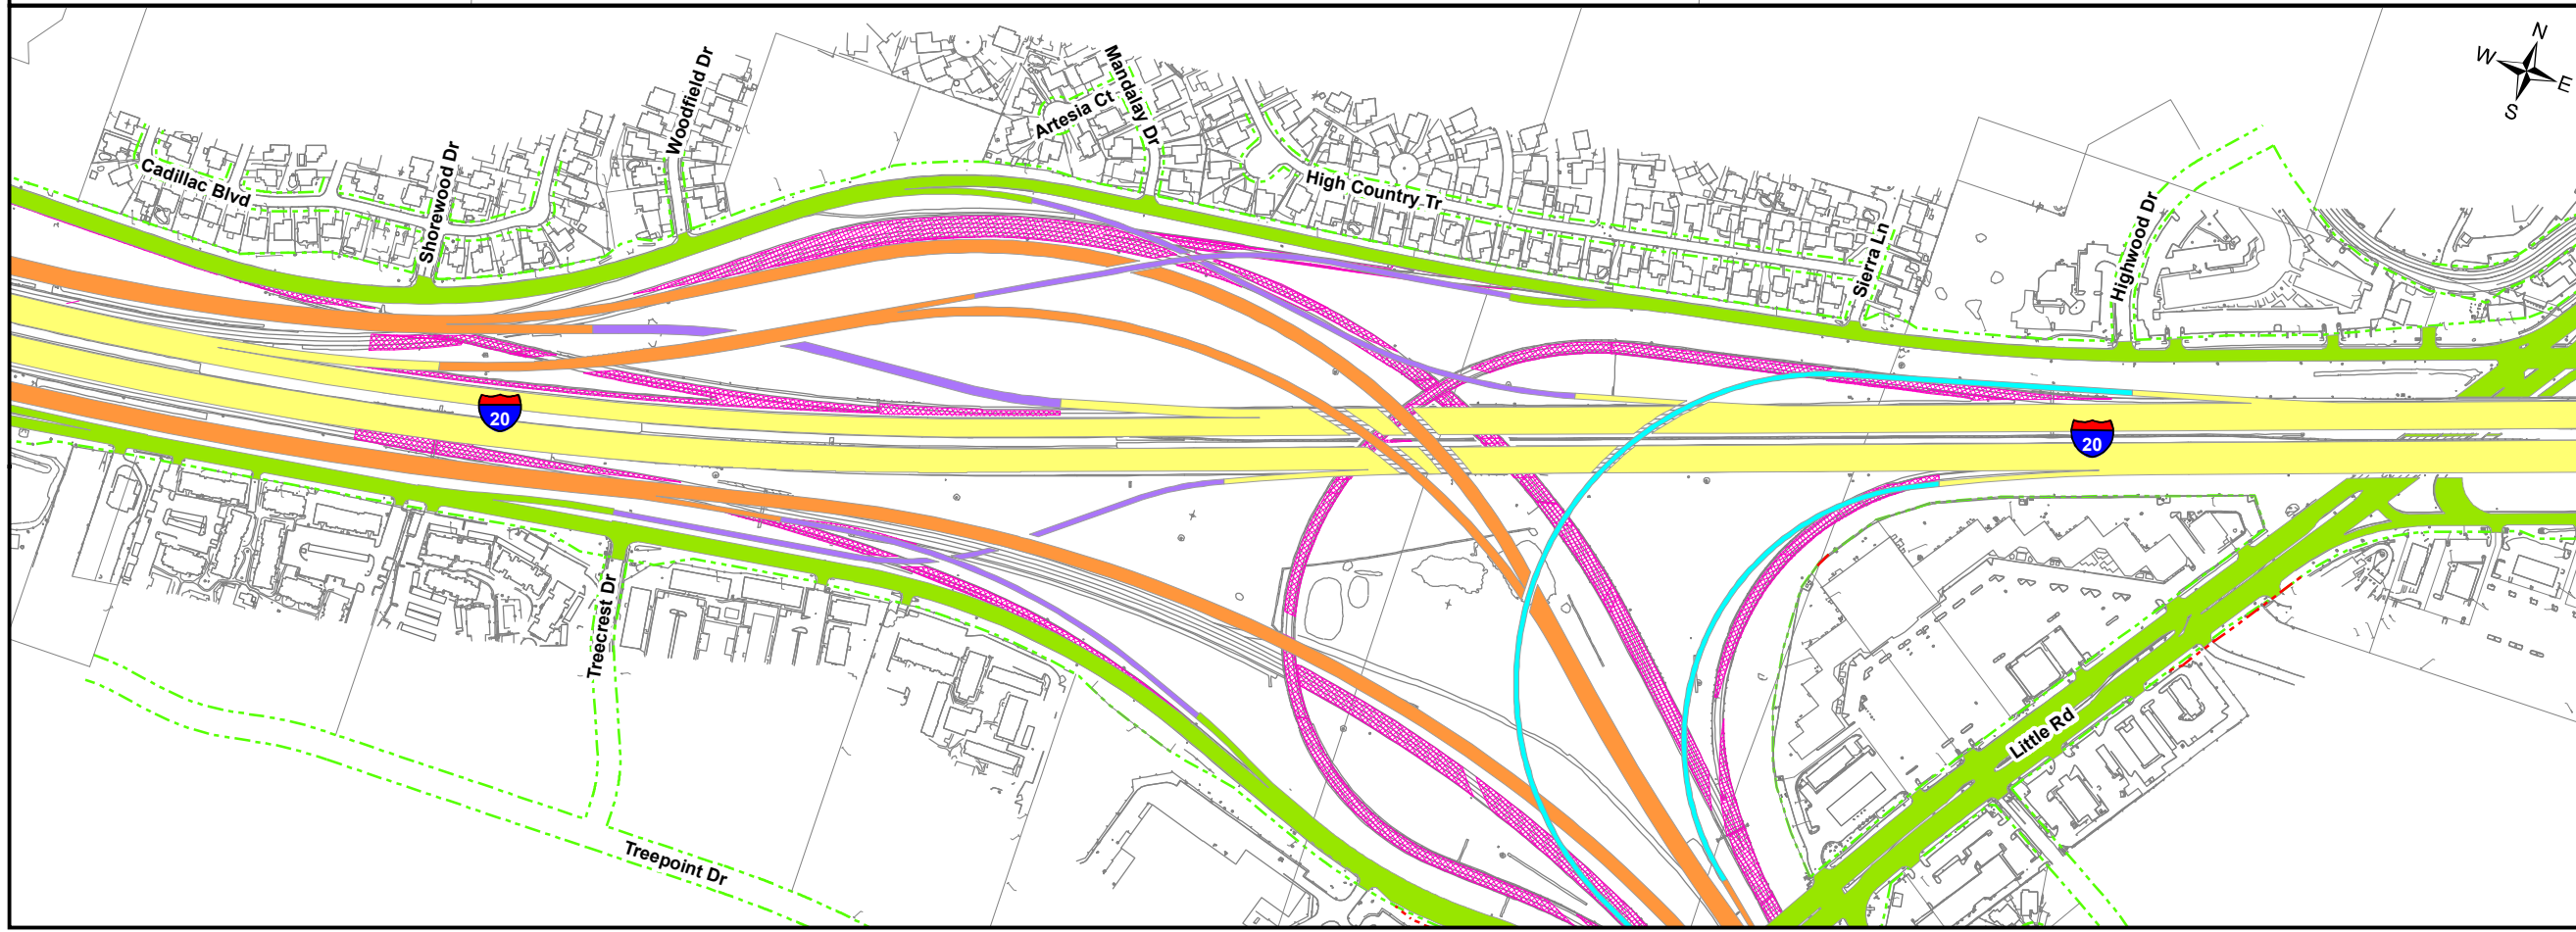 N
W
E
S
Mandalay Dr
Woodfield Dr
Artesia Ct
Cadillac Blvd
Shorewood Dr
High Country Tr
Sierra Ln
Highwood Dr
20
20
Treecrest Dr
Little Rd
Treepoint Dr